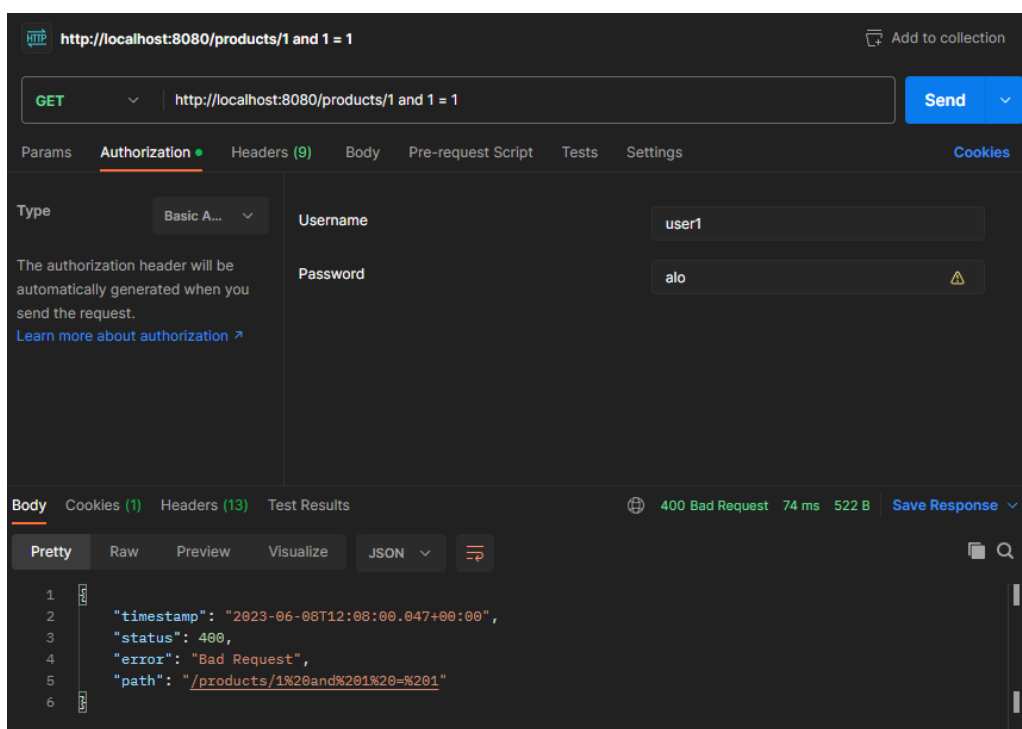 HTTP http://localhost:8080/products/1 and 1 = 1 Add to collection
GET http://localhost:8080/products/1 and 1 = 1 Send
Params Authorization Headers (9) Body Pre-request Script Tests Settings Cookies
Type Basic A... Username user1
The authorization header will be
automatically generated when you
send the request.
Learn more about authorization ↗
Password alo
Body Cookies (1) Headers (13) Test Results 400 Bad Request 74 ms 522 B Save Response
Pretty Raw Preview Visualize JSON
1 {
2 "timestamp": "2023-06-08T12:08:00.047+00:00",
3 "status": 400,
4 "error": "Bad Request",
5 "path": "/products/1%20and%201%20=%201"
6 }